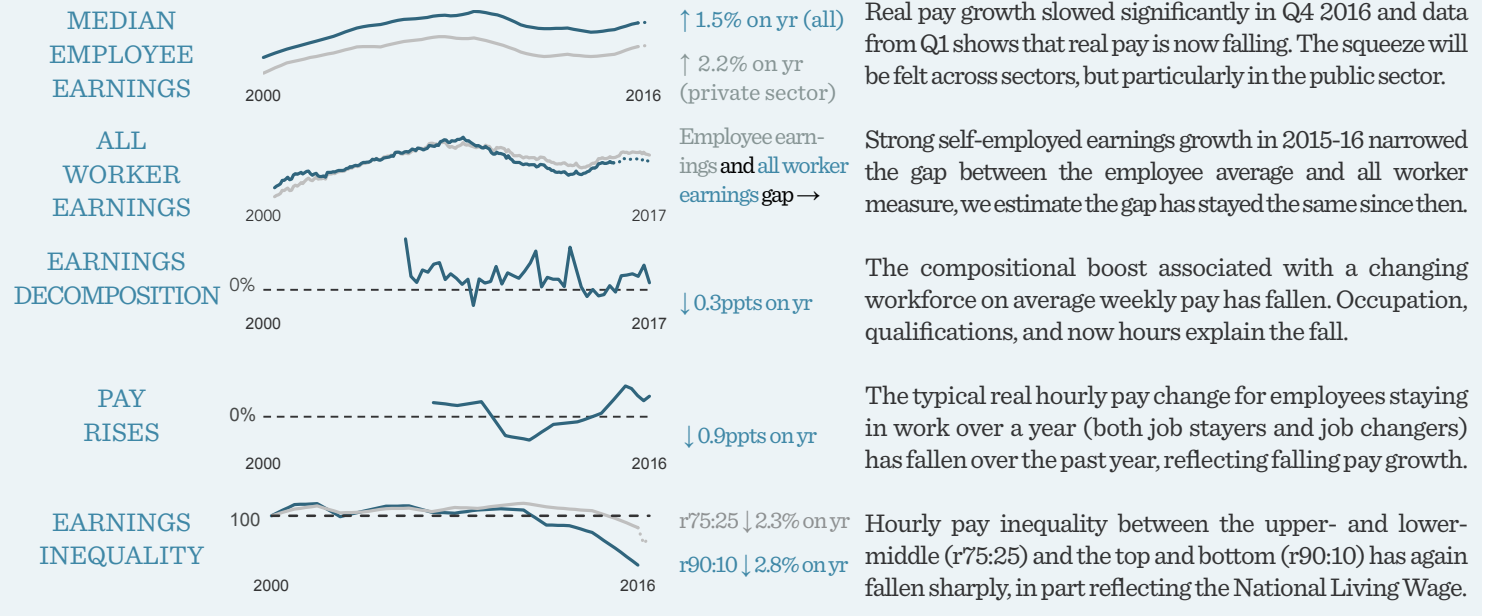 MEDIAN
EMPLOYEE
EARNINGS
2000
2016
↑ 1.5% on yr (all)
↑ 2.2% on yr
(private sector)
Real pay growth slowed significantly in Q4 2016 and data
from Q1 shows that real pay is now falling. The squeeze will
be felt across sectors, but particularly in the public sector.
ALL
WORKER
EARNINGS
2000
2017
Employee earn-
ings and all worker
earnings gap →
Strong self-employed earnings growth in 2015-16 narrowed
the gap between the employee average and all worker
measure, we estimate the gap has stayed the same since then.
EARNINGS
DECOMPOSITION
0%
2000
2017
↓ 0.3ppts on yr
The compositional boost associated with a changing
workforce on average weekly pay has fallen. Occupation,
qualifications, and now hours explain the fall.
PAY
RISES
0%
2000
2016
↓ 0.9ppts on yr
The typical real hourly pay change for employees staying
in work over a year (both job stayers and job changers)
has fallen over the past year, reflecting falling pay growth.
EARNINGS
INEQUALITY
100
2000
2016
r75:25 ↓ 2.3% on yr
r90:10 ↓ 2.8% on yr
Hourly pay inequality between the upper- and lower-
middle (r75:25) and the top and bottom (r90:10) has again
fallen sharply, in part reflecting the National Living Wage.